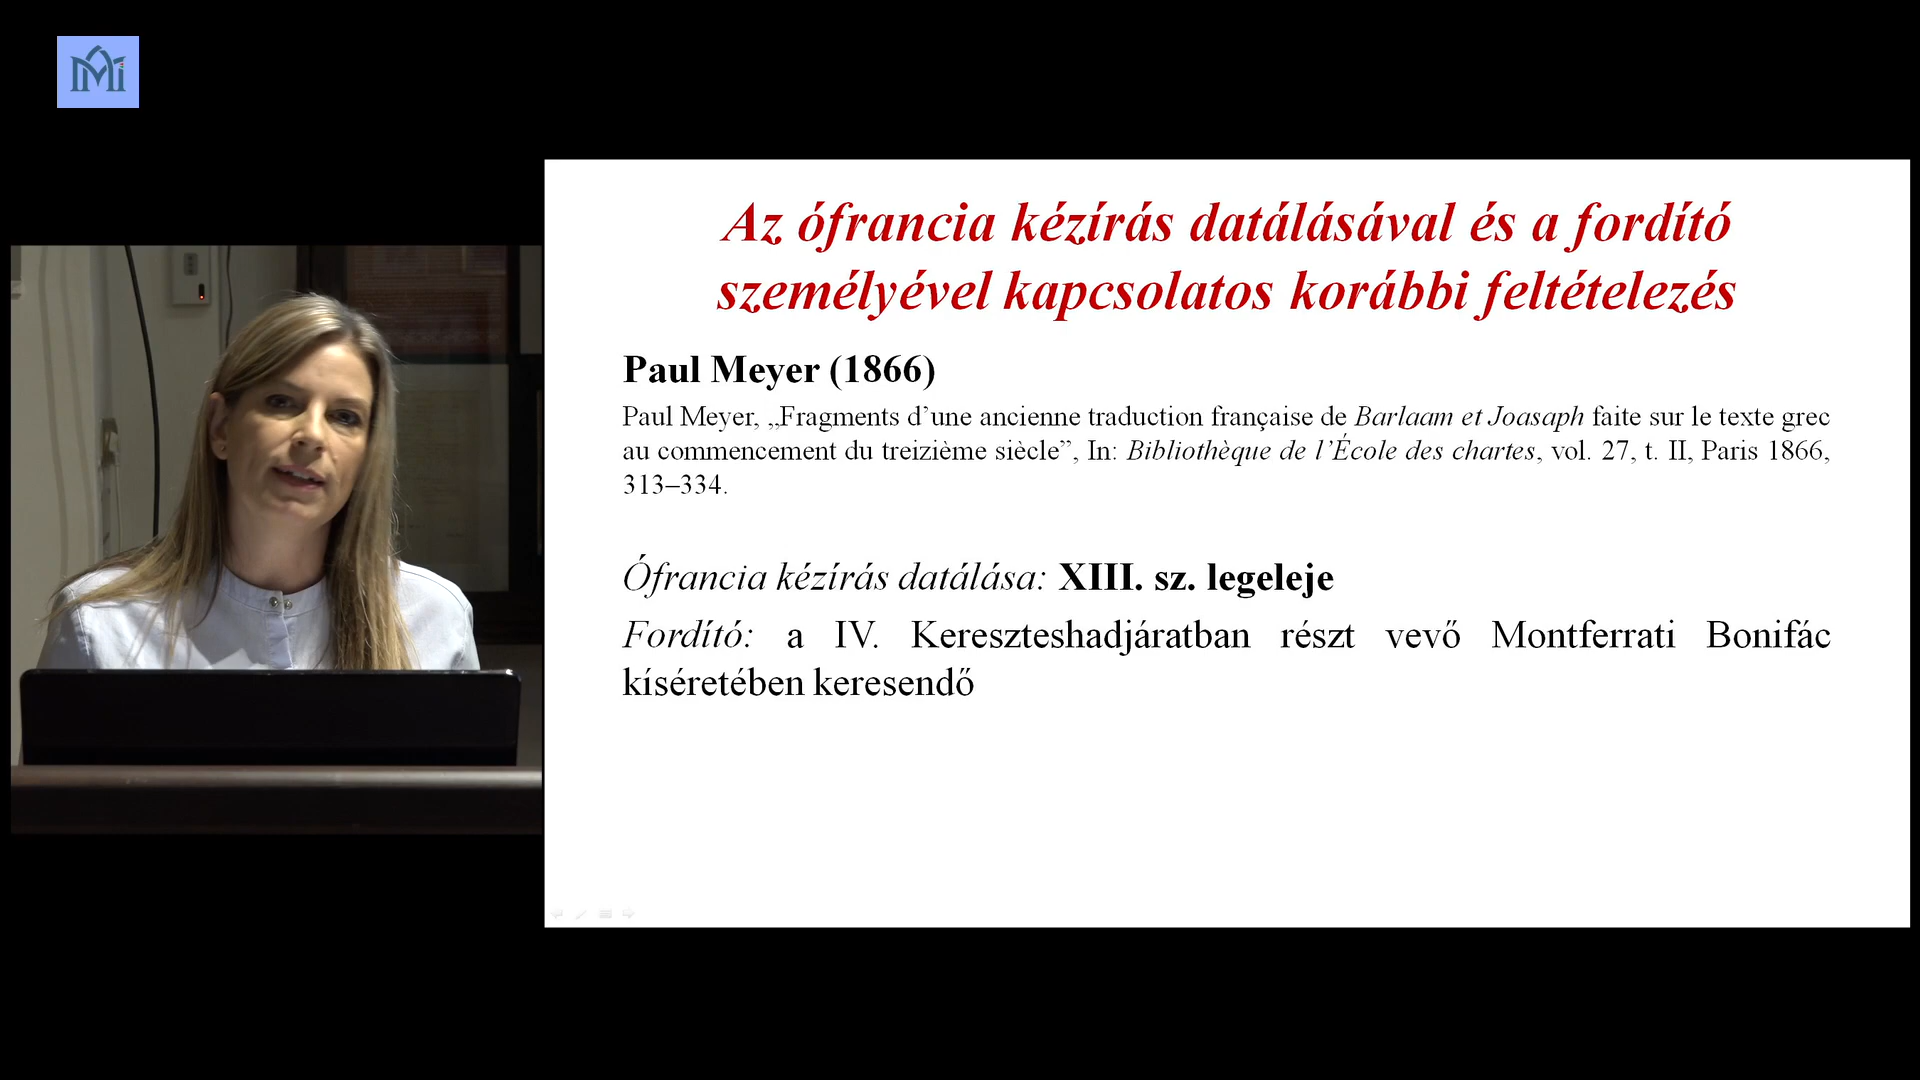 Az ófrancia kézírás datálásával és a fordító
személyével kapcsolatos korábbi feltételezés
Paul Meyer (1866)
Paul Meyer, „Fragments d’une ancienne traduction française de Barlaam et Joasaph faite sur le texte grec
au commencement du treizième siècle”, In: Bibliothèque de l’École des chartes, vol. 27, t. II, Paris 1866,
313–334.
Ófrancia kézírás datálása: XIII. sz. legeleje
Fordító: a IV. Kereszteshadjáratban részt vevő Montferrati Bonifác
kíséretében keresendő